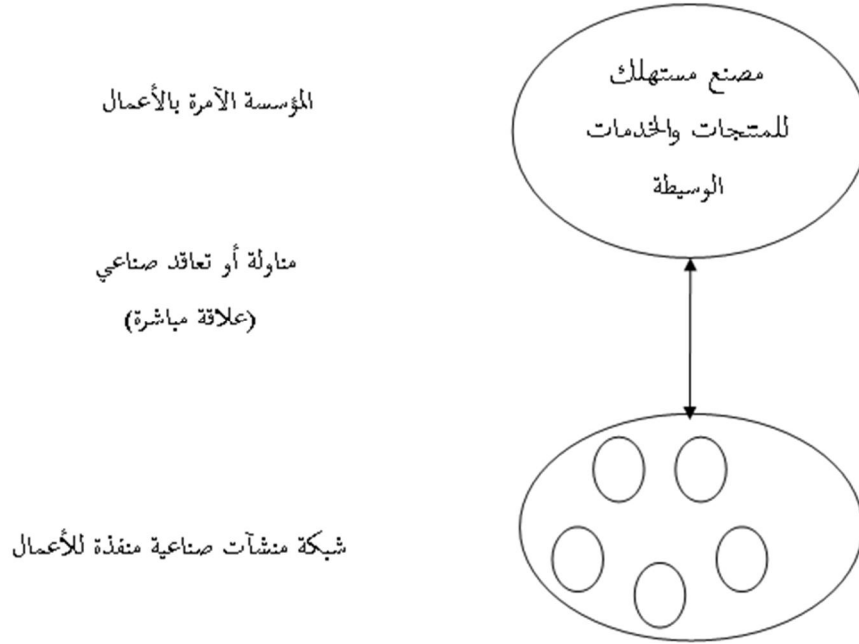 المؤسسة الآمرة بالأعمال
مصنع مستهلك
للمنتجات والخدمات
الوسيطة
مناولة أو تعاقد صناعي
(علاقة مباشرة)
شبكة منشآت صناعية منفذة للأعمال